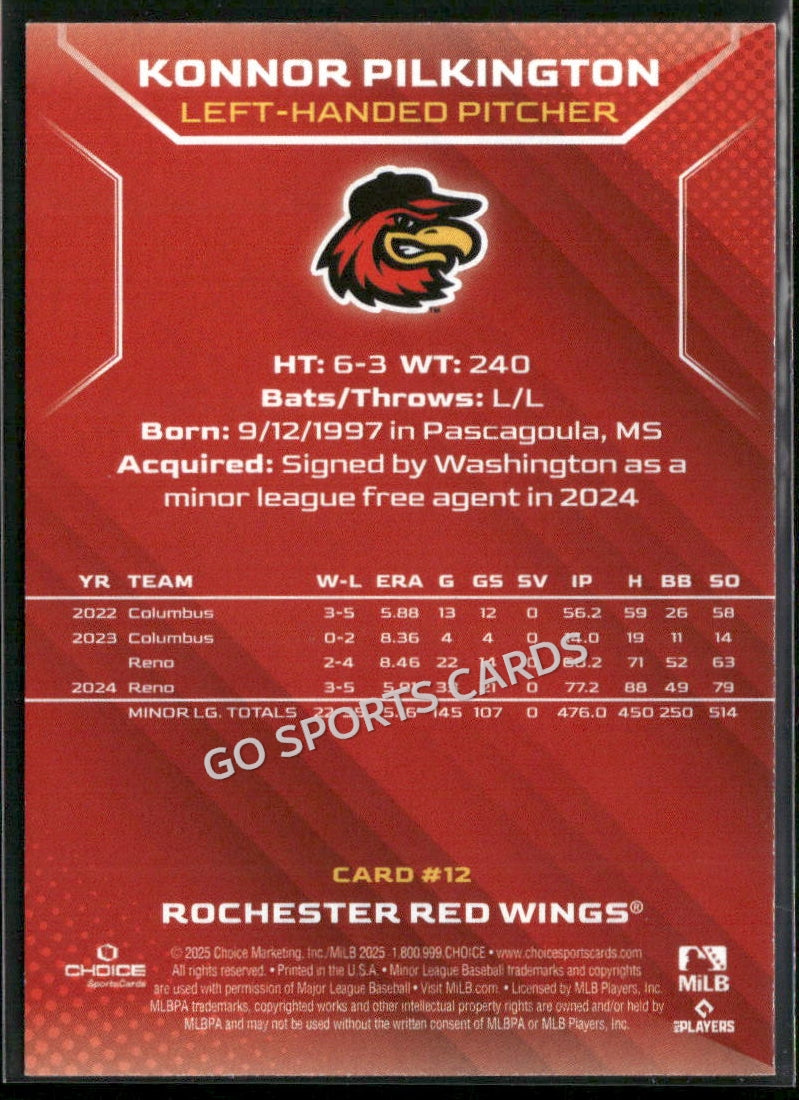 KONNOR PILKINGTON
LEFT-HANDED PITCHER
TM
HT: 6-3 WT: 240
Bats/Throws: L/L
Born: 9/12/1997 in Pascagoula, MS
Acquired: Signed by Washington as a
minor league free agent in 2024
YR TEAM W-L ERA G GS SV IP H BB SO
2022 Columbus 3-5 5.88 13 12 0 56.2 59 26 58
2023 Columbus 0-2 8.36 4 4 0 19 11 14
Reno 2-4 8.46 22 71 52 63
2024 Reno 3-5 0 77.2 88 49 79
MINOR LG. TOTALS 145 107 0 476.0 450 250 514
GO SPORTS CARDS
CARD #12
ROCHESTER RED WINGS®
© 2025 Choice Marketing, Inc./MiLB 2025 • 1.800.999.CHOICE • www.choicesportscards.com
All rights reserved. • Printed in the U.S.A. • Minor League Baseball trademarks and copyrights
are used with permission of Major League Baseball • Visit MiLB.com. • Licensed by MLB Players, Inc.
MLBPA trademarks, copyrighted works and other intellectual property rights are owned and/or held by
MLBPA and may not be used without the written consent of MLBPA or MLB Players, Inc.
CHOICE
SportsCards
MiLB
MLB PLAYERS